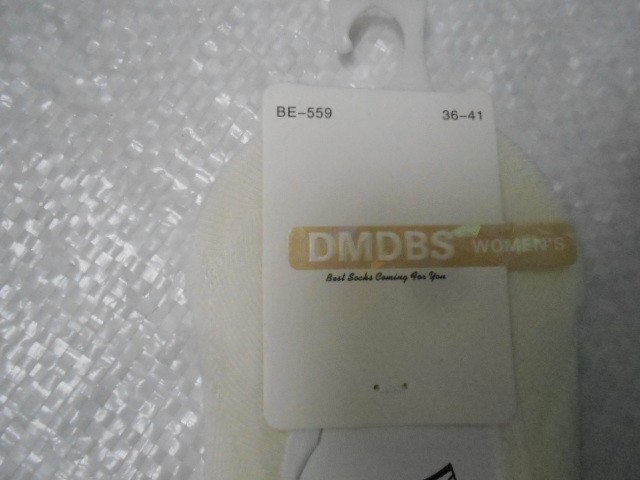 BE-559 36-41
DMDBS WOMEN'S
Best Socks Coming For You